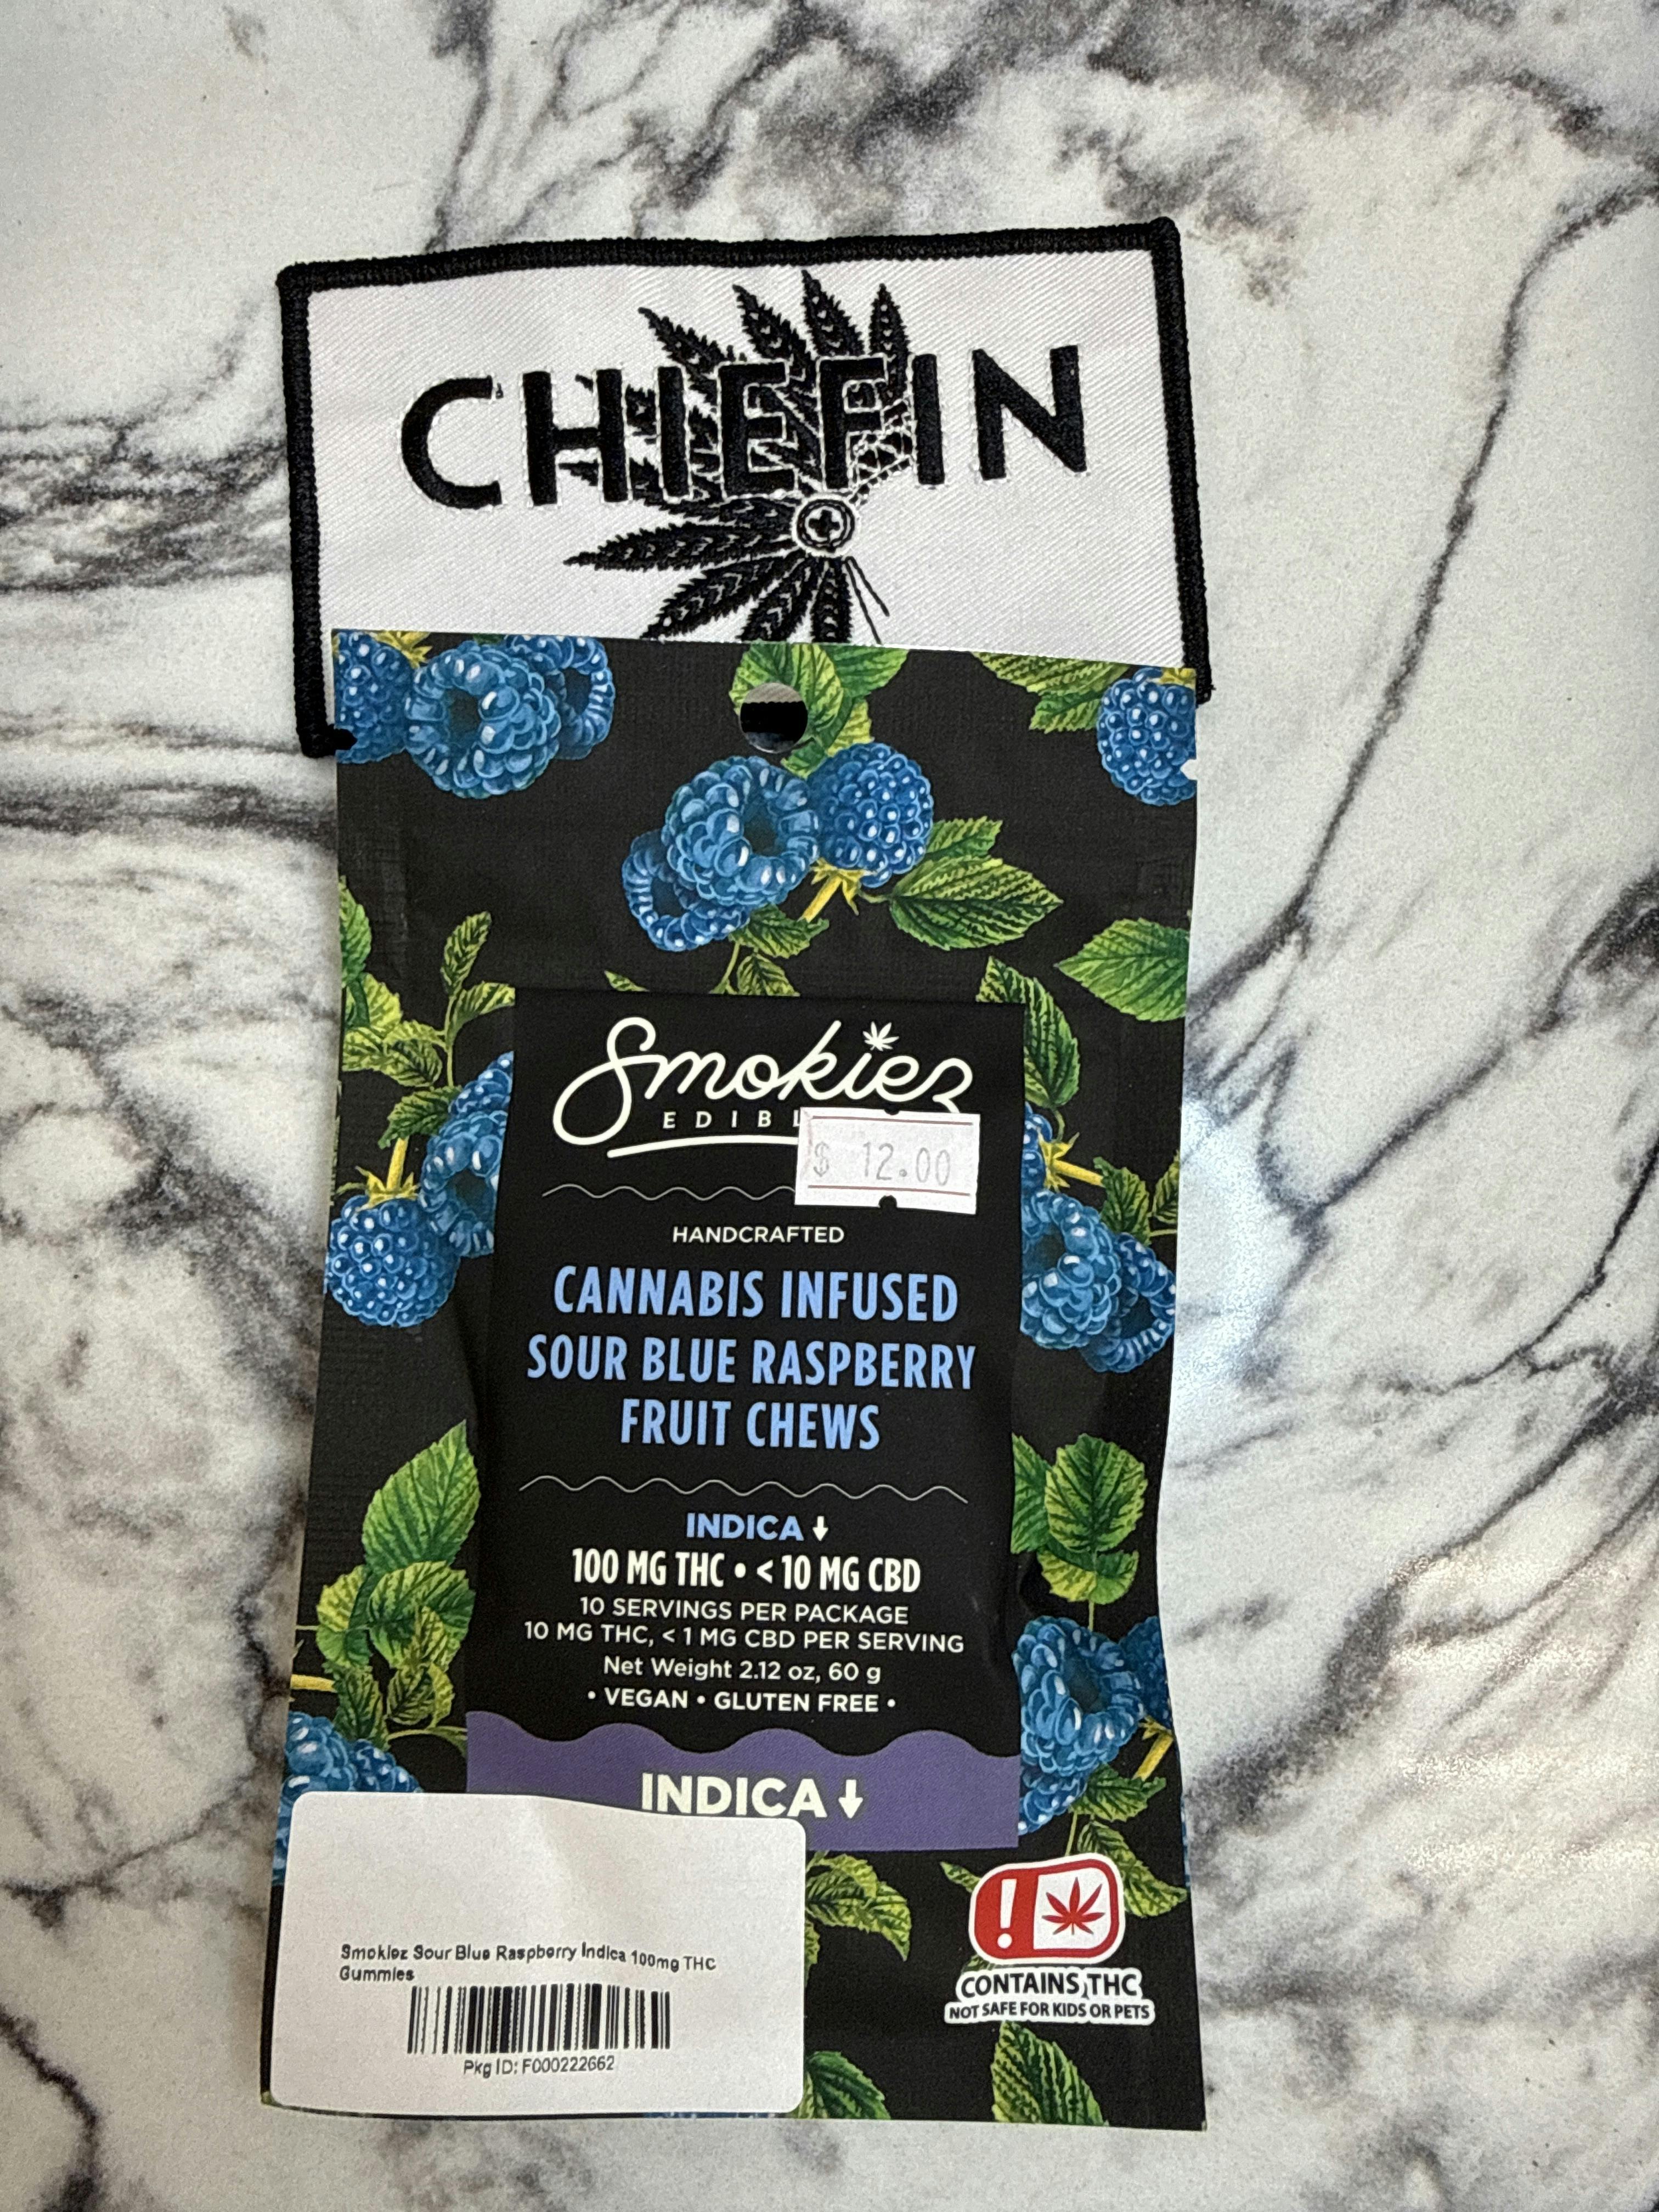 CHIEFIN
Smokiez
$ 12.00
HANDCRAFTED
CANNABIS INFUSED
SOUR BLUE RASPBERRY
FRUIT CHEWS
INDICA
100 MG THC • < 10 MG CBD
10 SERVINGS PER PACKAGE
10 MG THC, < 1 MG CBD PER SERVING
Net Weight 2.12 oz, 60 g
• VEGAN • GLUTEN FREE •
INDICA
!
CONTAINS THC
NOT SAFE FOR KIDS OR PETS
Smokiez Sour Blue Raspberry Indica 100mg THC
Gummies
Pkg ID: F000222662